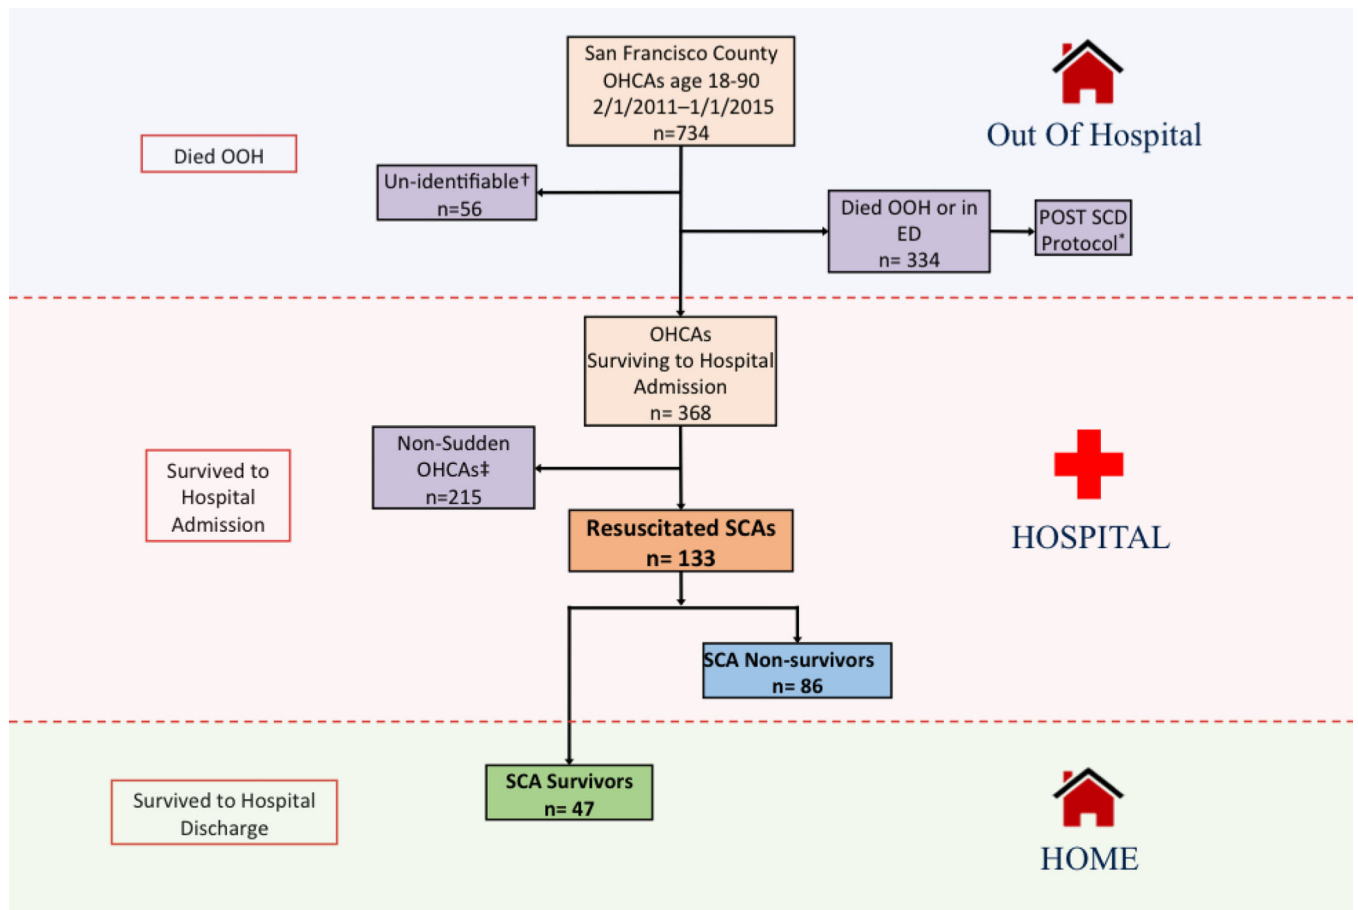 San Francisco County
OHCAs age 18-90
2/1/2011–1/1/2015
n=734
Out Of Hospital
Died OOH
Un-identifiable†
n=56
Died OOH or in
ED
n= 334
POST SCD
Protocol*
OHCAs
Surviving to Hospital
Admission
n= 368
Non-Sudden
OHCAs‡
n=215
Survived to
Hospital
Admission
HOSPITAL
Resuscitated SCAs
n= 133
SCA Non-survivors
n= 86
SCA Survivors
n= 47
Survived to Hospital
Discharge
HOME